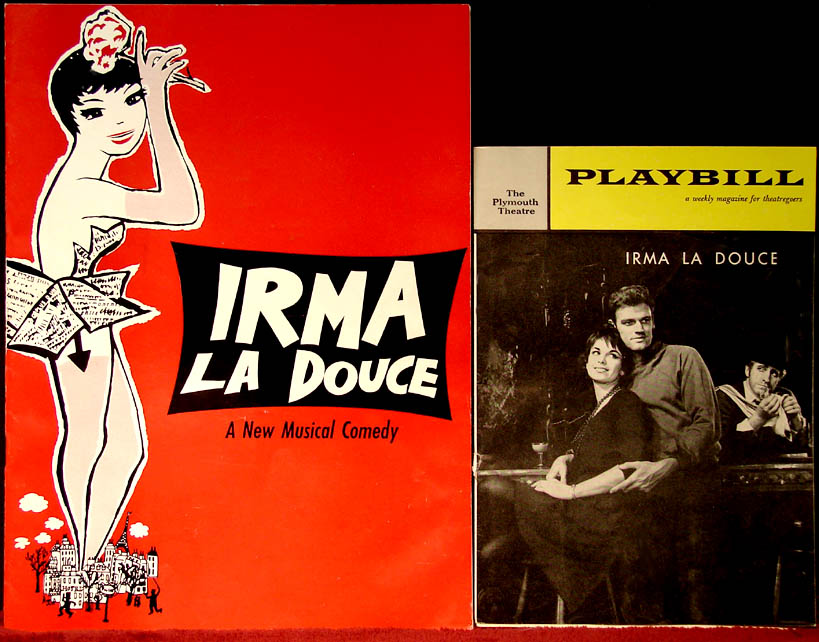 IRMA
LA DOUCE
A New Musical Comedy
The
Plymouth
Theatre
PLAYBILL
a weekly magazine for theatregoers
IRMA LA DOUCE